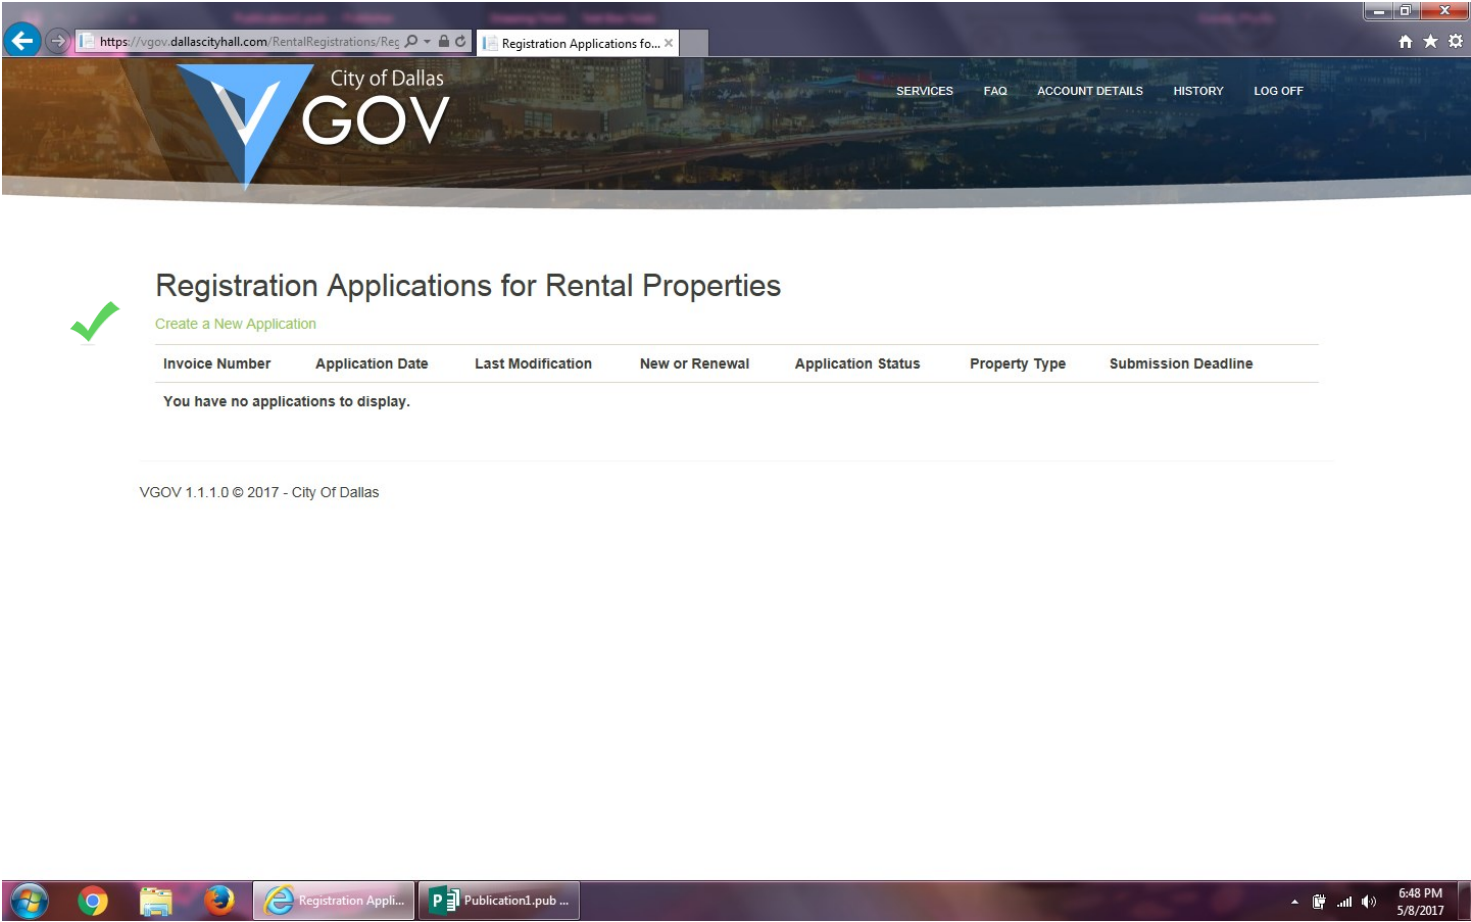 https://vgov.dallascityhall.com/RentalRegistrations/Reg
Registration Applications fo...
City of Dallas
GOV
SERVICES FAQ ACCOUNT DETAILS HISTORY LOG OFF
Registration Applications for Rental Properties
Create a New Application
Invoice Number Application Date Last Modification New or Renewal Application Status Property Type Submission Deadline
You have no applications to display.
VGOV 1.1.1.0 © 2017 - City Of Dallas
Registration Appli...
Publication1.pub ...
6:48 PM
5/8/2017